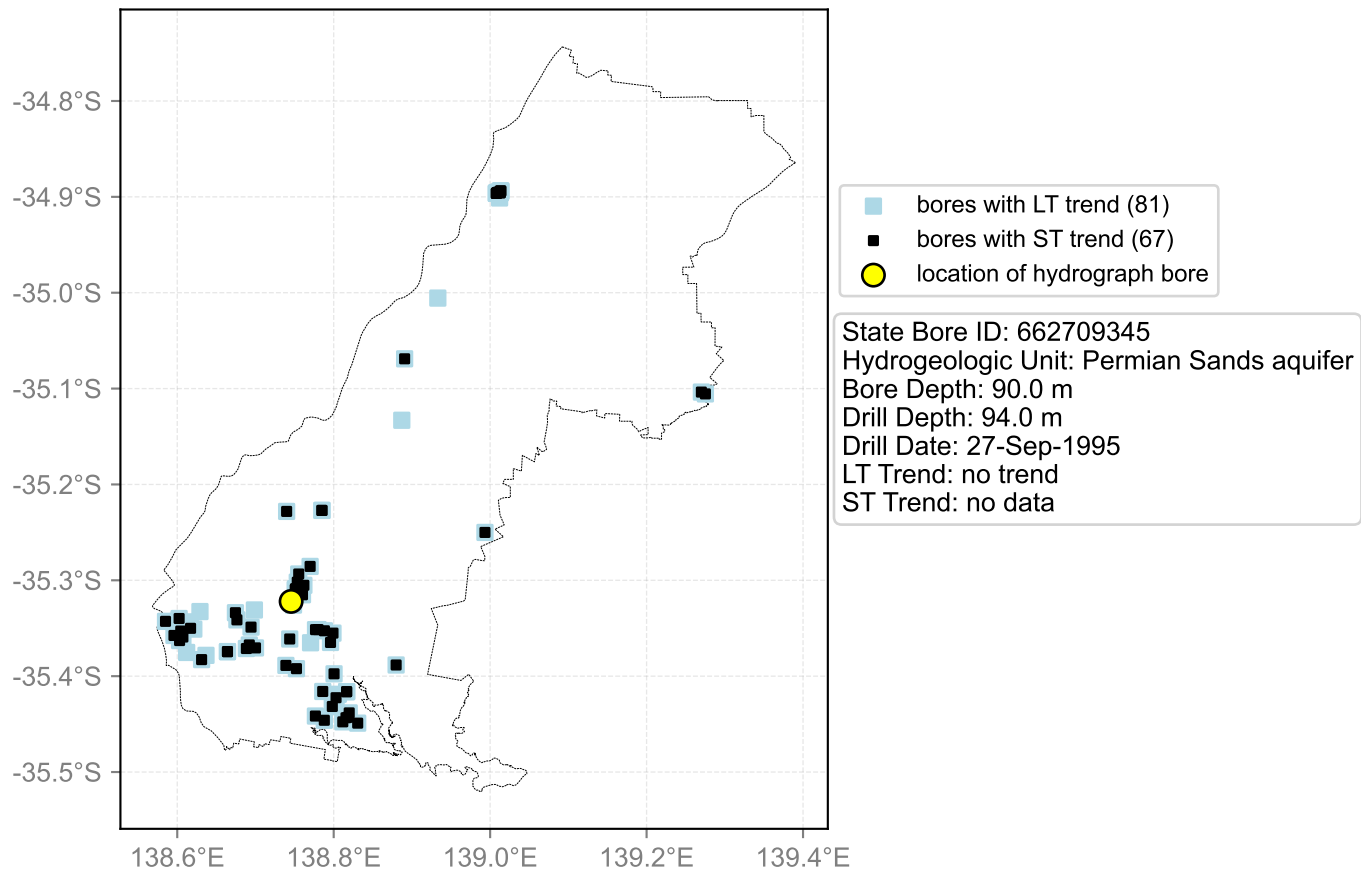 -34.8°S
-34.9°S
-35.0°S
-35.1°S
-35.2°S
-35.3°S
-35.4°S
-35.5°S
138.6°E
138.8°E
139.0°E
139.2°E
139.4°E
bores with LT trend (81)
bores with ST trend (67)
location of hydrograph bore
State Bore ID: 662709345
Hydrogeologic Unit: Permian Sands aquifer
Bore Depth: 90.0 m
Drill Depth: 94.0 m
Drill Date: 27-Sep-1995
LT Trend: no trend
ST Trend: no data